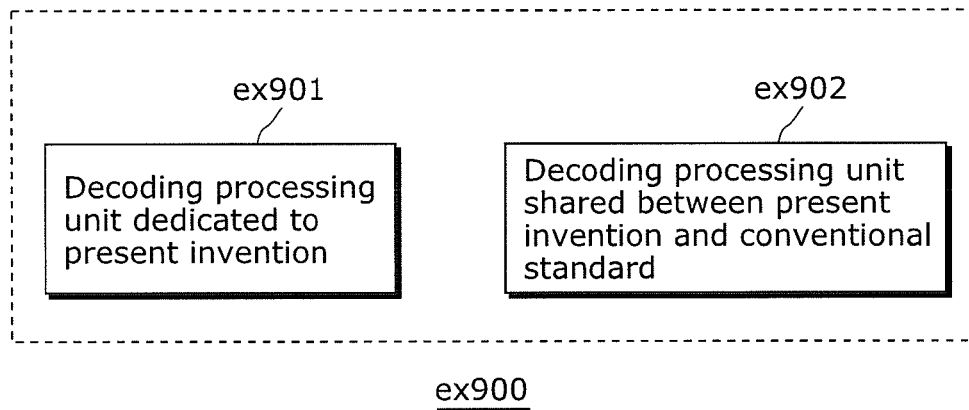 ex901
ex902
Decoding processing
unit dedicated to
present invention
Decoding processing unit
shared between present
invention and conventional
standard
ex900